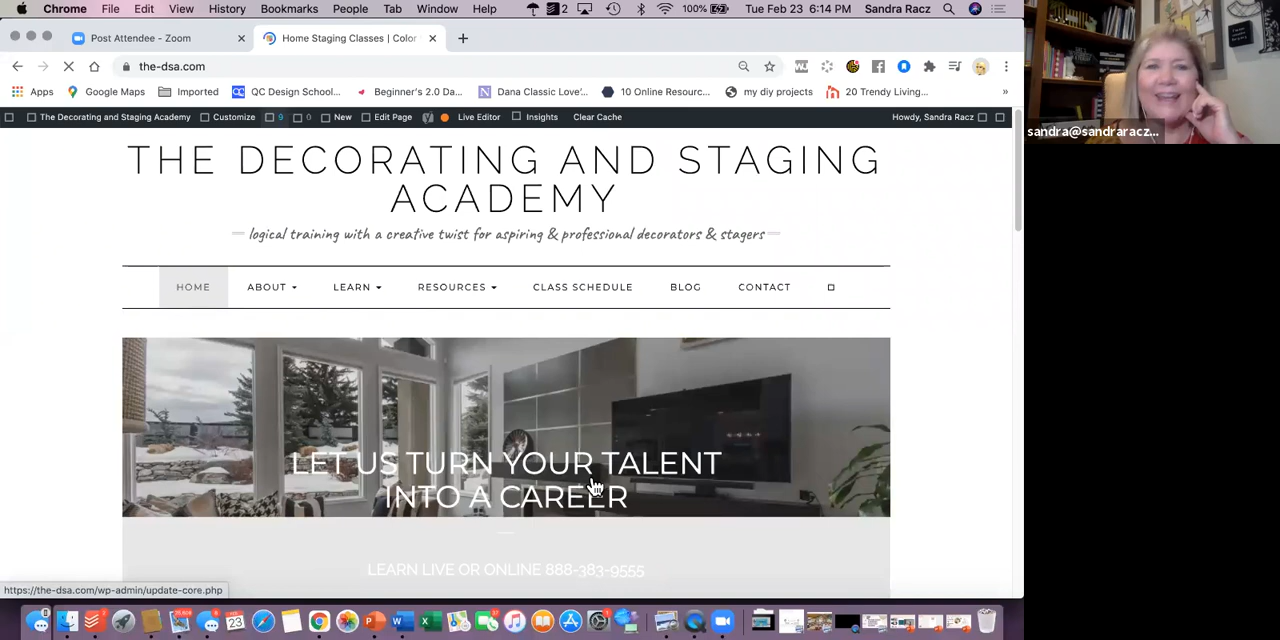 Chrome File Edit View History Bookmarks People Tab Window Help 2 100% Tue Feb 23 6:14 PM Sandra Racz
Post Attendee - Zoom Home Staging Classes | Color
the-dsa.com
Apps Google Maps Imported QC Design School... Beginner's 2.0 Da... Dana Classic Love'... 10 Online Resourc... my diy projects 20 Trendy Living... »
The Decorating and Staging Academy Customize 9 0 New Edit Page Live Editor Insights Clear Cache Howdy, Sandra Racz
sandra@sandraracz...
THE DECORATING AND STAGING
ACADEMY
logical training with a creative twist for aspiring & professional decorators & stagers
HOME ABOUT LEARN RESOURCES CLASS SCHEDULE BLOG CONTACT
LET US TURN YOUR TALENT
INTO A CAREER
LEARN LIVE OR ONLINE 888-383-9555
https://the-dsa.com/wp-admin/update-core.php